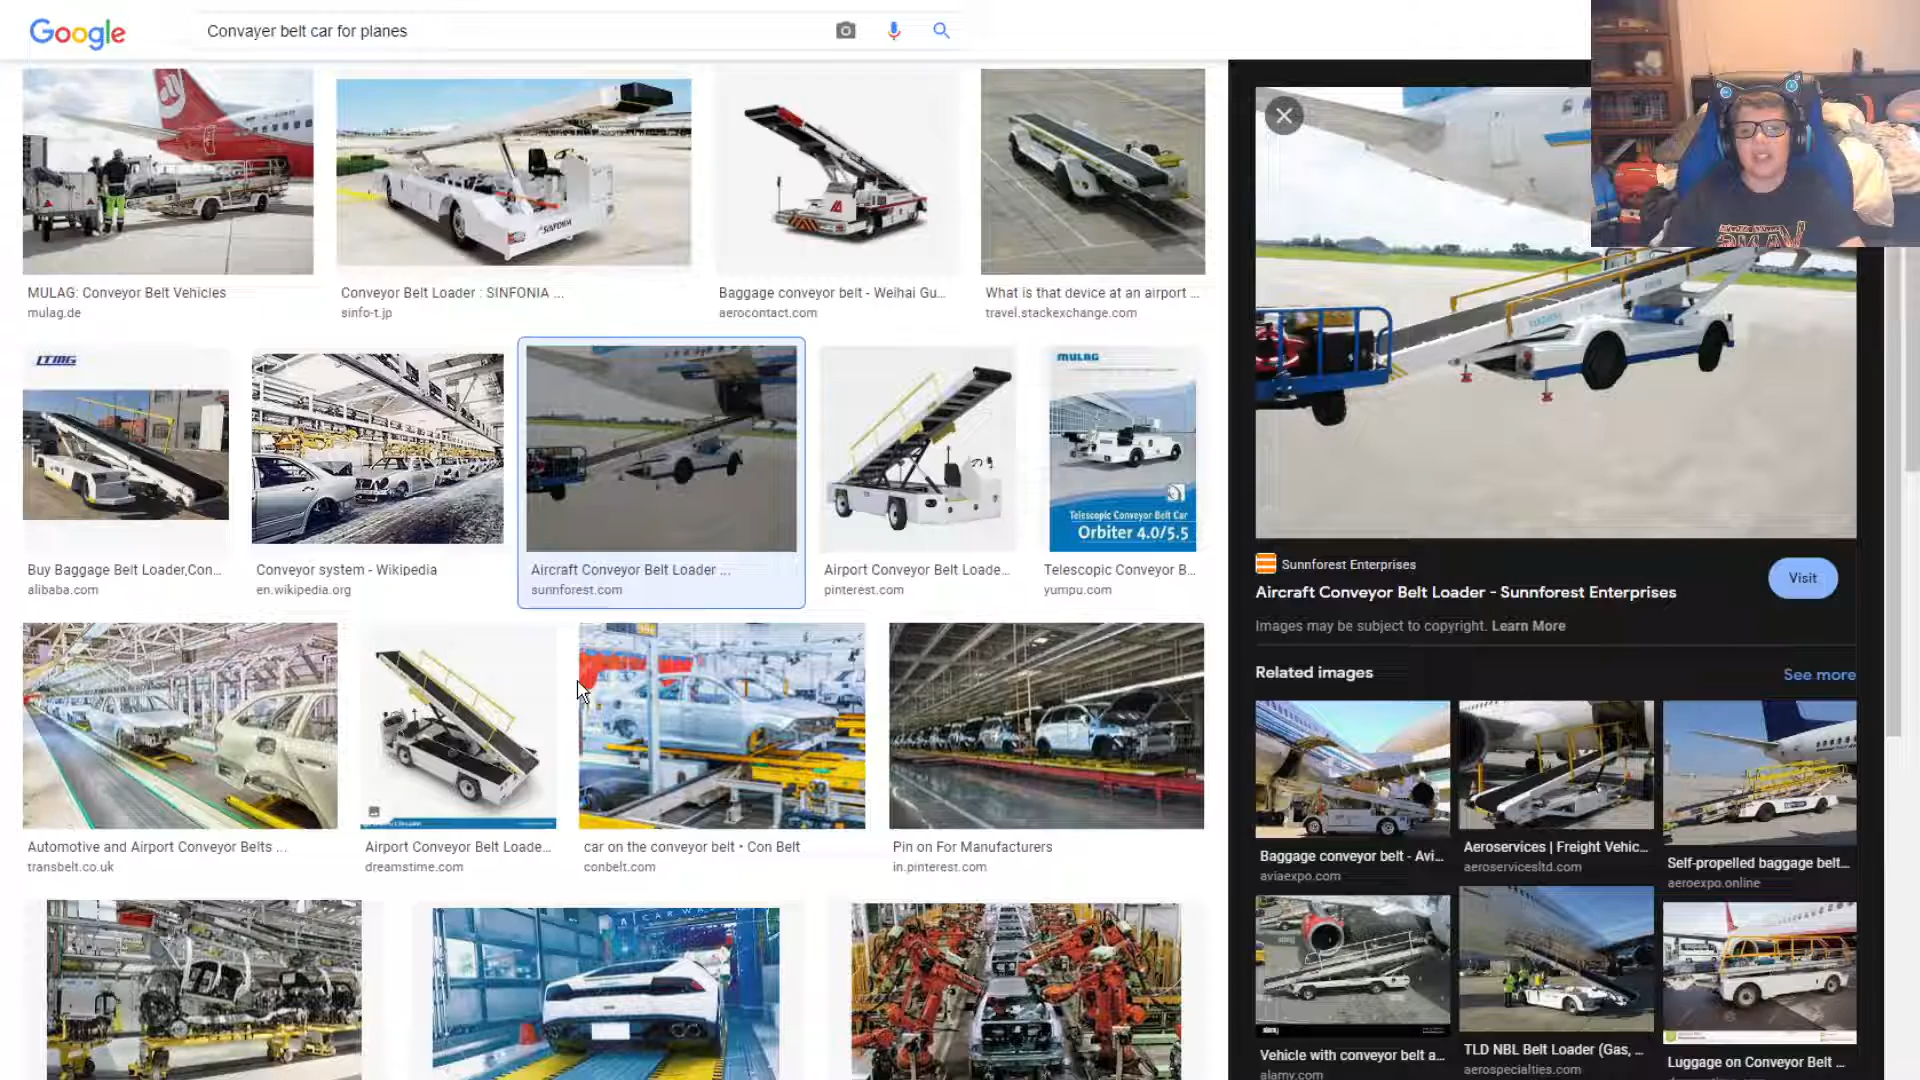 Google
Convayer belt car for planes
MULAG: Conveyor Belt Vehicles
mulag.de
Conveyor Belt Loader : SINFONIA ...
sinfo-t.jp
Baggage conveyor belt - Weihai Gu...
aerocontact.com
What is that device at an airport ...
travel.stackexchange.com
SINFONIA
LTMG
Buy Baggage Belt Loader,Con...
alibaba.com
Conveyor system - Wikipedia
en.wikipedia.org
Aircraft Conveyor Belt Loader ...
sunnforest.com
Airport Conveyor Belt Loade...
pinterest.com
MULAG
Telescopic Conveyor Belt Car
Orbiter 4.0/5.5
Telescopic Conveyor B...
yumpu.com
Automotive and Airport Conveyor Belts ...
transbelt.co.uk
Airport Conveyor Belt Loade...
dreamstime.com
car on the conveyor belt • Con Belt
conbelt.com
Pin on For Manufacturers
in.pinterest.com
CAR WA
Sunnforest Enterprises
Visit
Aircraft Conveyor Belt Loader - Sunnforest Enterprises
Images may be subject to copyright. Learn More
Related images
See more
Baggage conveyor belt - Avi...
aviaexpo.com
Aeroservices | Freight Vehic...
aeroservicesltd.com
Self-propelled baggage belt...
aeroexpo.online
Vehicle with conveyor belt a...
alamy.com
TLD NBL Belt Loader (Gas, ...
aerospecialties.com
Luggage on Conveyor Belt ...